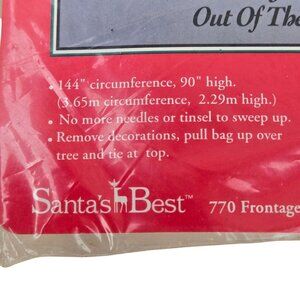 Out Of The
• 144" circumference, 90" high.
(3.65m circumference, 2.29m high.)
• No more needles or tinsel to sweep up.
• Remove decorations, pull bag up over
tree and tie at top.
Santa's Best™ 770 Frontage